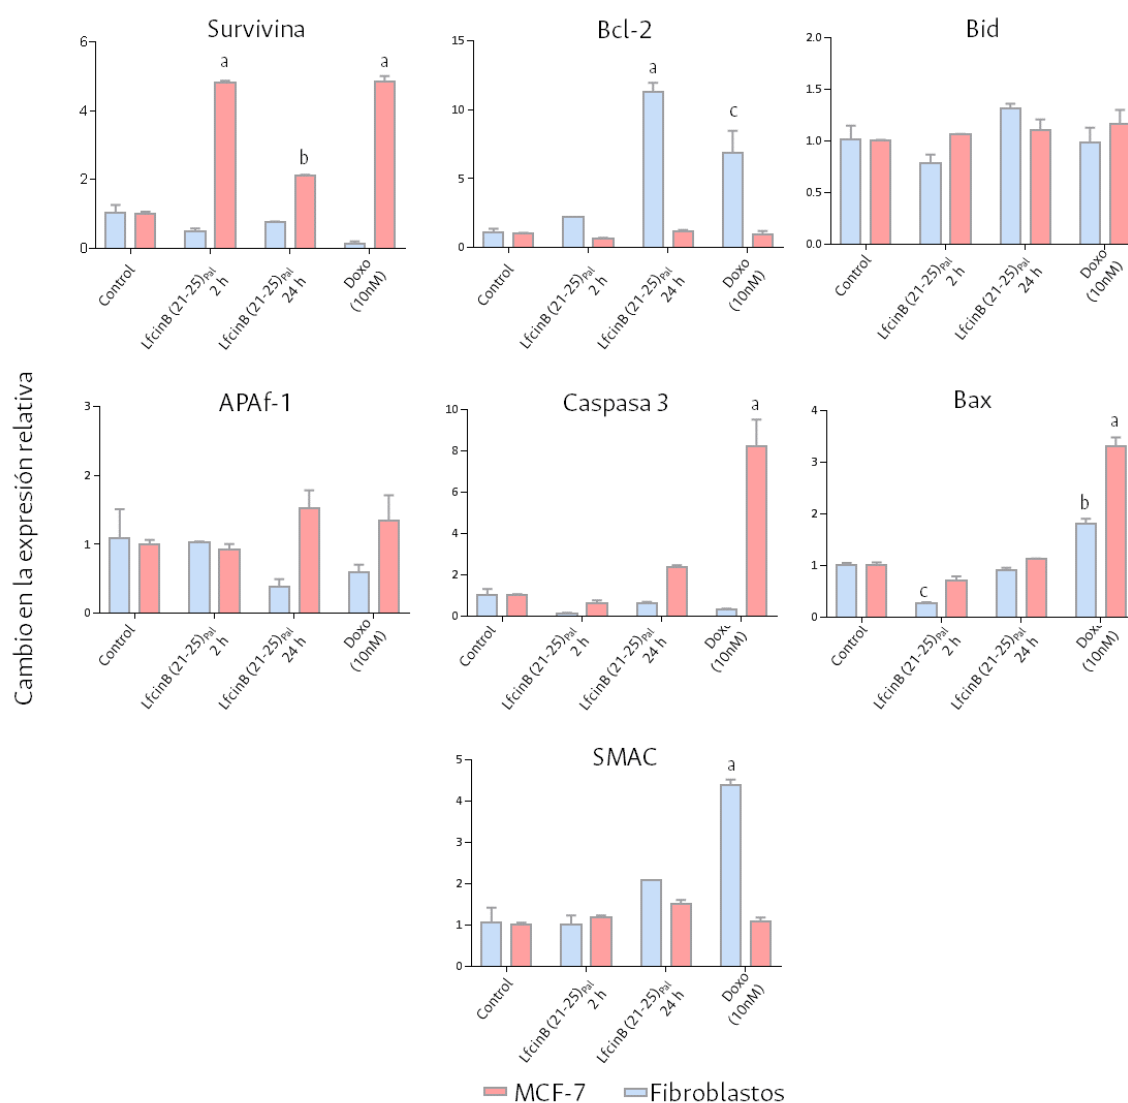 Cambio en la expresión relativa
Survivina
6
4
2
0
a
b
a
Control
LfcinB (21-25)Pal
2 h
LfcinB (21-25)Pal
24 h
Doxo
(10nM)
Bcl-2
15
10
5
0
a
c
Control
LfcinB (21-25)Pal
2 h
LfcinB (21-25)Pal
24 h
Doxo
(10nM)
Bid
2.0
1.5
1.0
0.5
0.0
Control
LfcinB (21-25)Pal
2 h
LfcinB (21-25)Pal
24 h
Doxo
(10nM)
APAf-1
3
2
1
0
Control
LfcinB (21-25)Pal
2 h
LfcinB (21-25)Pal
24 h
Doxo
(10nM)
Caspasa 3
10
8
6
4
2
0
a
Control
LfcinB (21-25)Pal
2 h
LfcinB (21-25)Pal
24 h
Doxo
(10nM)
Bax
4
3
2
1
0
c
b
a
Control
LfcinB (21-25)Pal
2 h
LfcinB (21-25)Pal
24 h
Doxo
(10nM)
SMAC
5
4
3
2
1
0
a
Control
LfcinB (21-25)Pal
2 h
LfcinB (21-25)Pal
24 h
Doxo
(10nM)
MCF-7 Fibroblastos